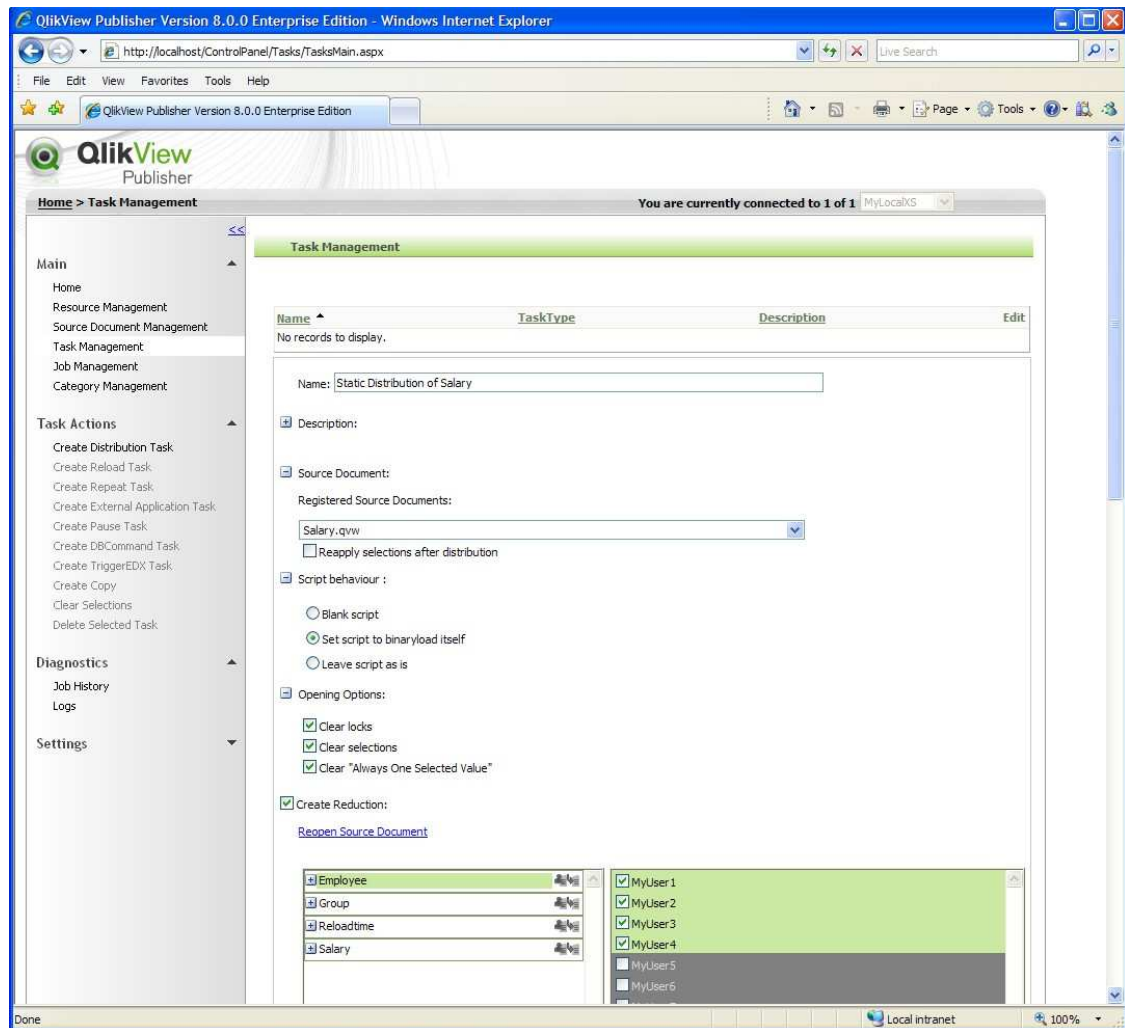 QlikView Publisher Version 8.0.0 Enterprise Edition - Windows Internet Explorer
http://localhost/ControlPanel/Tasks/TasksMain.aspx
Live Search
File Edit View Favorites Tools Help
QlikView Publisher Version 8.0.0 Enterprise Edition
Page Tools
QlikView
Publisher
Home > Task Management
You are currently connected to 1 of 1 MyLocalXS
<<
Task Management
Main
Home
Resource Management
Source Document Management
Task Management
Job Management
Category Management
Task Actions
Create Distribution Task
Create Reload Task
Create Repeat Task
Create External Application Task
Create Pause Task
Create DBCommand Task
Create TriggerEDX Task
Create Copy
Clear Selections
Delete Selected Task
Diagnostics
Job History
Logs
Settings
Name TaskType Description Edit
No records to display.
Name: Static Distribution of Salary
Description:
Source Document:
Registered Source Documents:
Salary.qvw
Reapply selections after distribution
Script behaviour :
Blank script
Set script to binaryload itself
Leave script as is
Opening Options:
Clear locks
Clear selections
Clear "Always One Selected Value"
Create Reduction:
Reopen Source Document
Employee
Group
Reloadtime
Salary
MyUser1
MyUser2
MyUser3
MyUser4
MyUser5
MyUser6
Done
Local intranet
100%